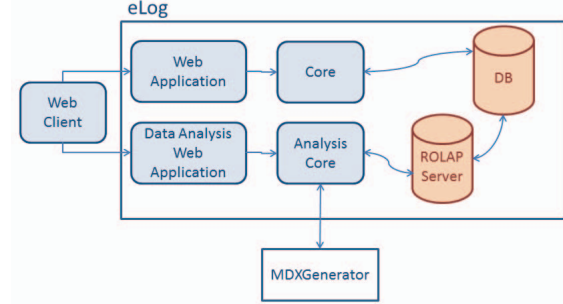 eLog
Web
Application
Core
DB
Web
Client
Data Analysis
Web
Application
Analysis
Core
ROLAP
Server
MDXGenerator